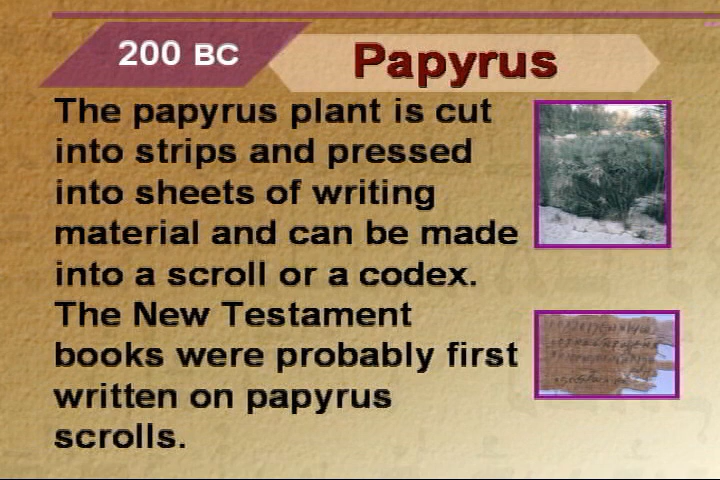 200 BC
Papyrus
The papyrus plant is cut
into strips and pressed
into sheets of writing
material and can be made
into a scroll or a codex.
The New Testament
books were probably first
written on papyrus
scrolls.